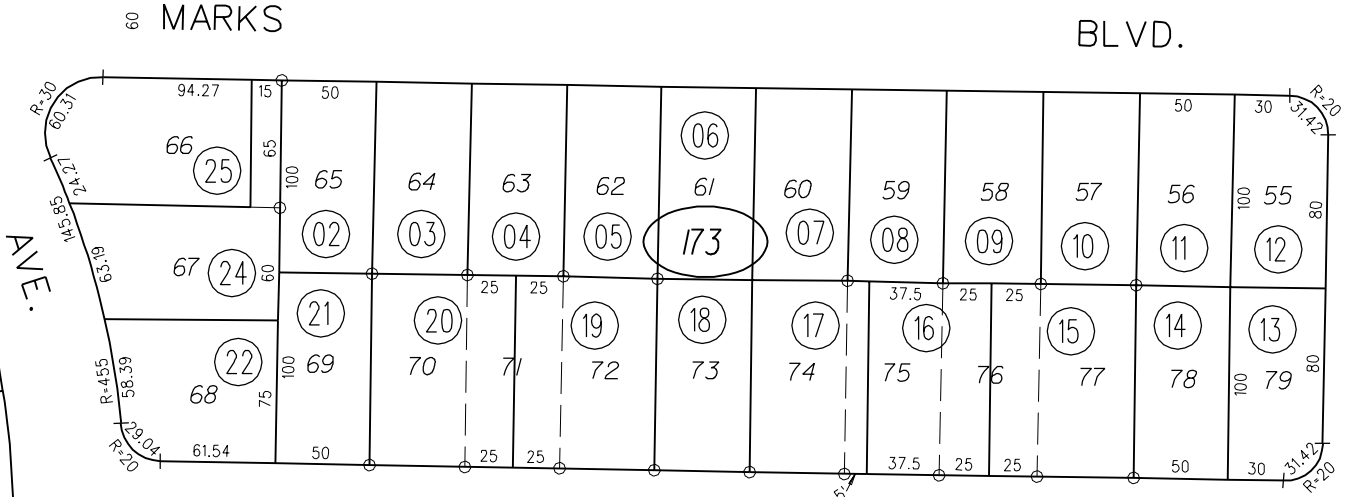 60 MARKS BLVD.
R=30 60.31 94.27 15 50 50 30 31.42 R=20
06
66 25 65 100
24.27
65 64 63 62 61 60 59 58 57 56 100 55 80
145.85
02 03 04 05 173 07 08 09 10 11 12
AVE. 63.19 67 24 60
25 25 37.5 25 25
21 20 19 18 17 16 15 14 13
R=455 58.39 22 100 69 70 71 72 73 74 75 76 77 78 100 79 80
68 75
29.04 R=20 61.54 50 25 25 37.5 25 25 50 30 31.42 R=20
5'